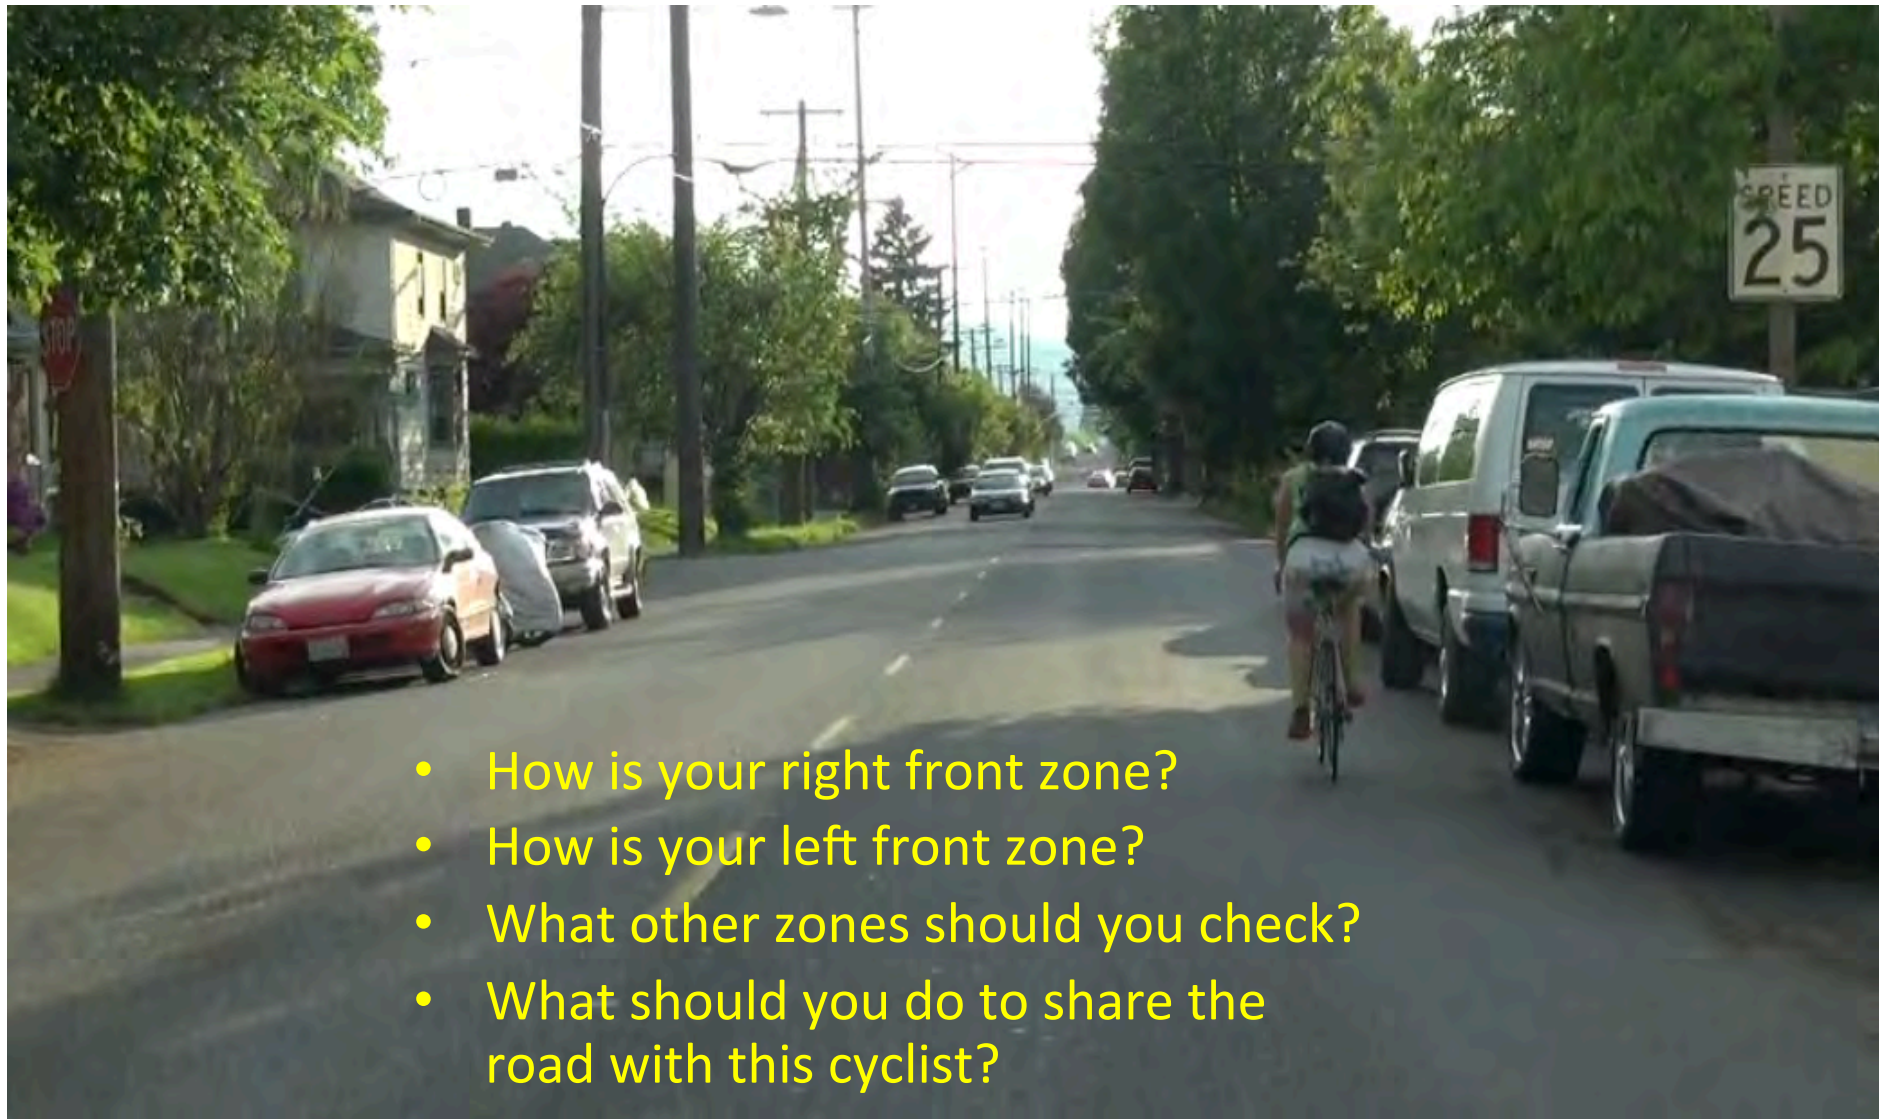 STOP
SPEED
25
• How is your right front zone?
• How is your left front zone?
• What other zones should you check?
• What should you do to share the
road with this cyclist?